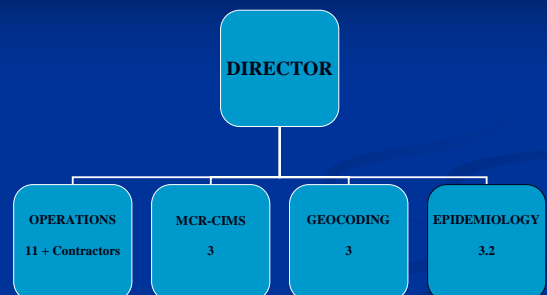 DIRECTOR
OPERATIONS
11 + Contractors
MCR-CIMS
3
GEOCODING
3
EPIDEMIOLOGY
3.2